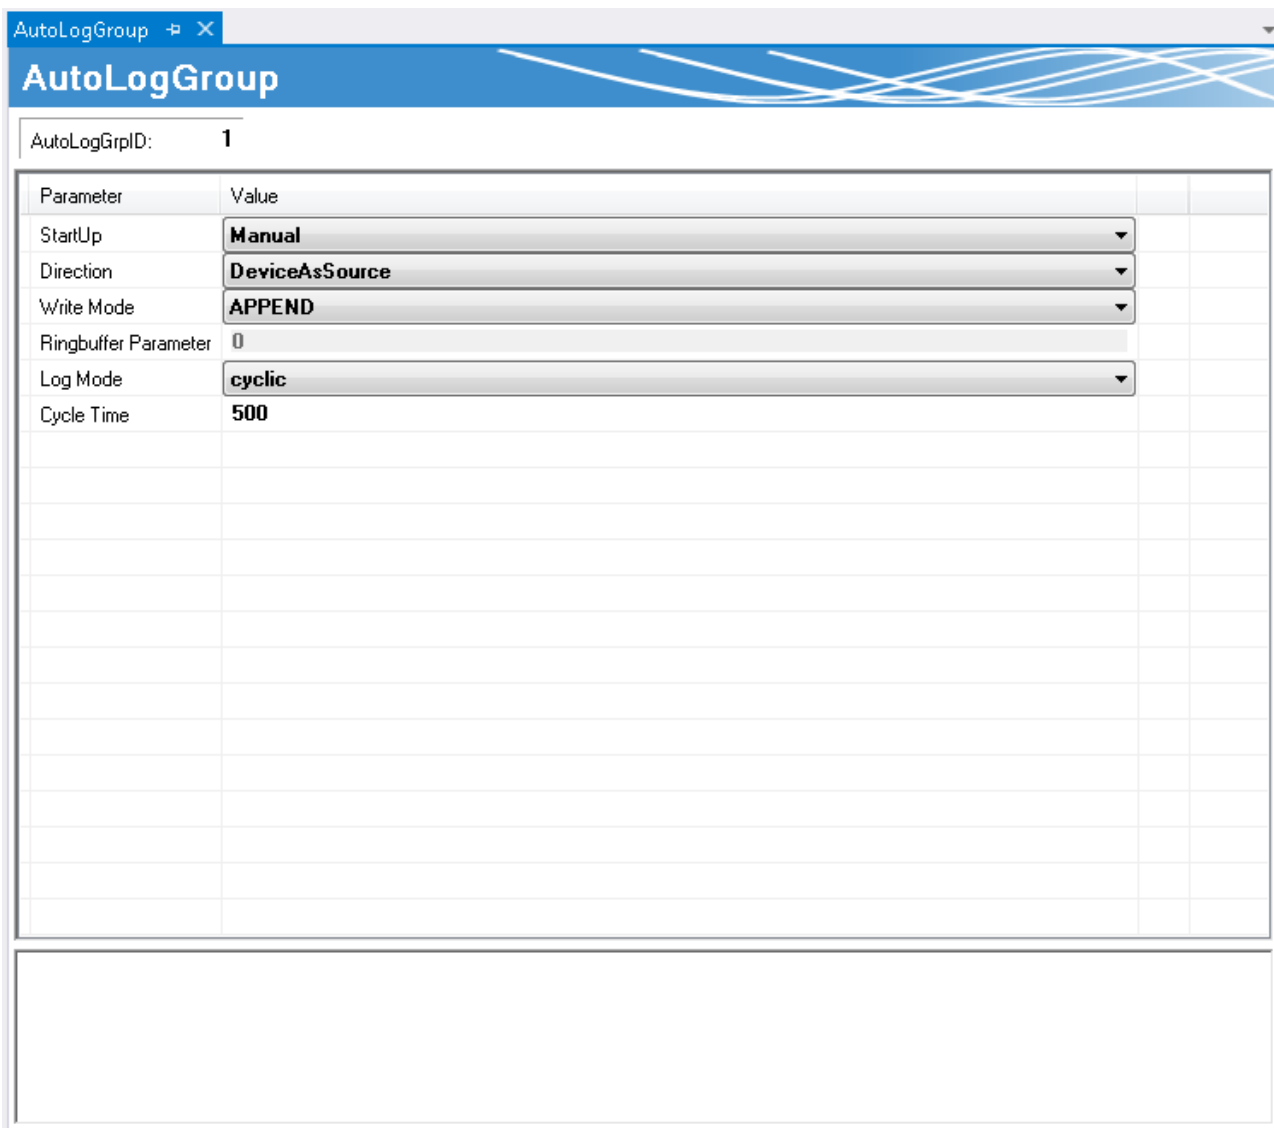 AutoLogGroup
AutoLogGroup
AutoLogGrpID: 1
Parameter Value
StartUp Manual
Direction DeviceAsSource
Write Mode APPEND
Ringbuffer Parameter 0
Log Mode cyclic
Cycle Time 500